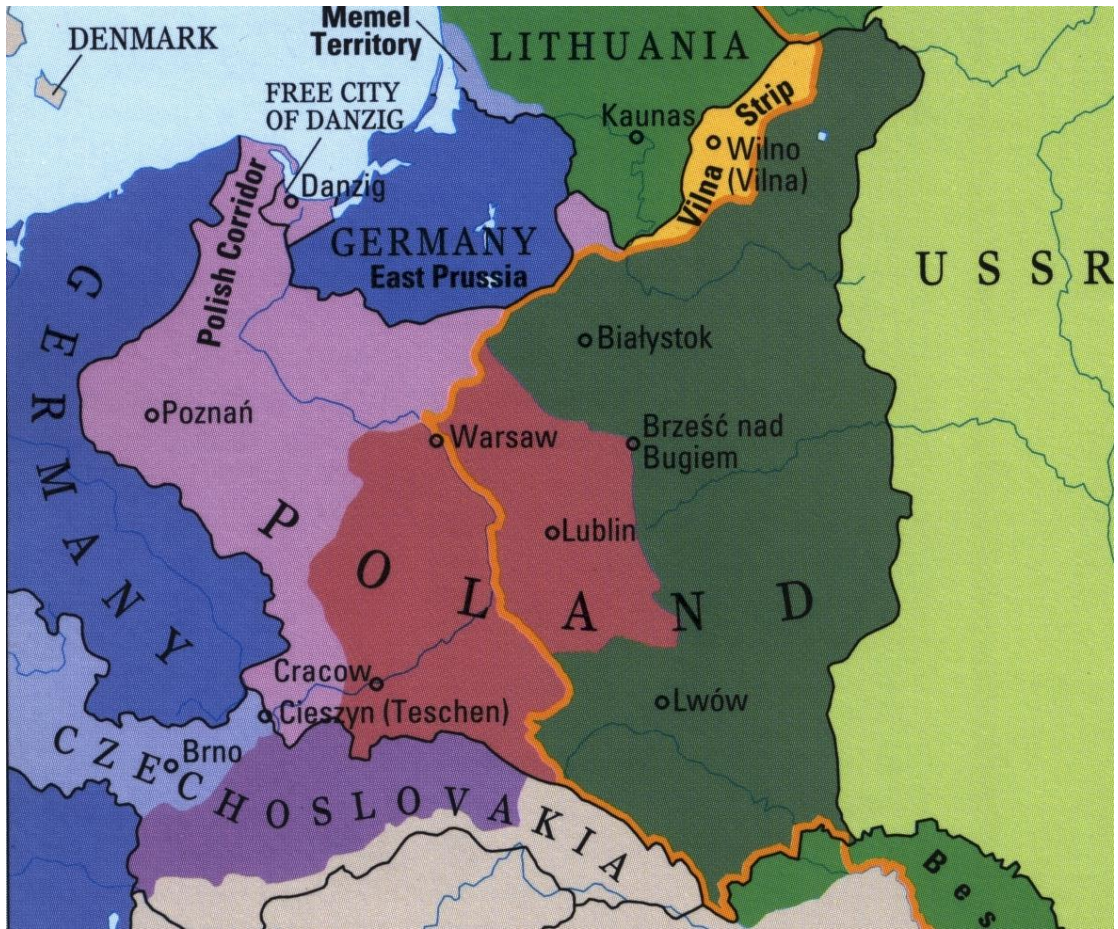 DENMARK
Memel
Territory
LITHUANIA
FREE CITY
OF DANZIG
Kaunas
Vilna Strip
Wilno
(Vilna)
Danzig
Polish Corridor
GERMANY
East Prussia
USSR
GERMANY
Białystok
Poznań
Warsaw
Brześć nad
Bugiem
Lublin
POLAND
Cracow
Cieszyn (Teschen)
Lwów
Brno
CZECHOSLOVAKIA
Bes